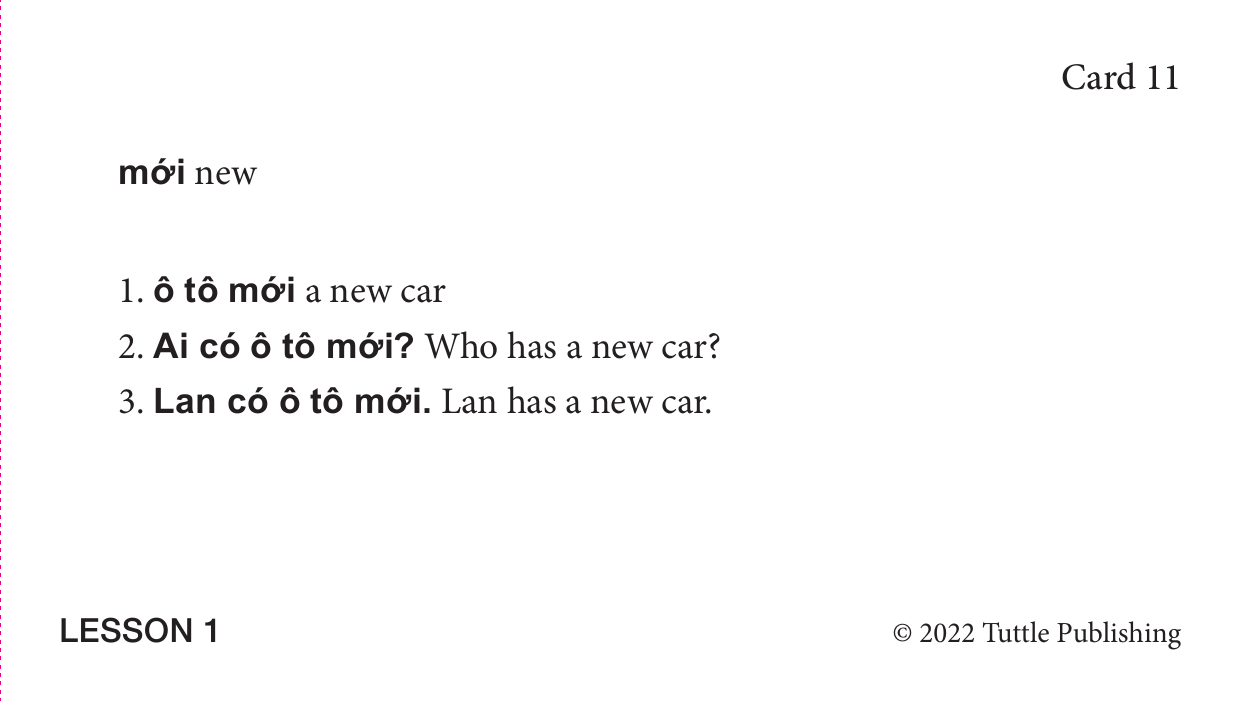 Card 11
mới new
1. ô tô mới a new car
2. Ai có ô tô mới? Who has a new car?
3. Lan có ô tô mới. Lan has a new car.
LESSON 1
© 2022 Tuttle Publishing